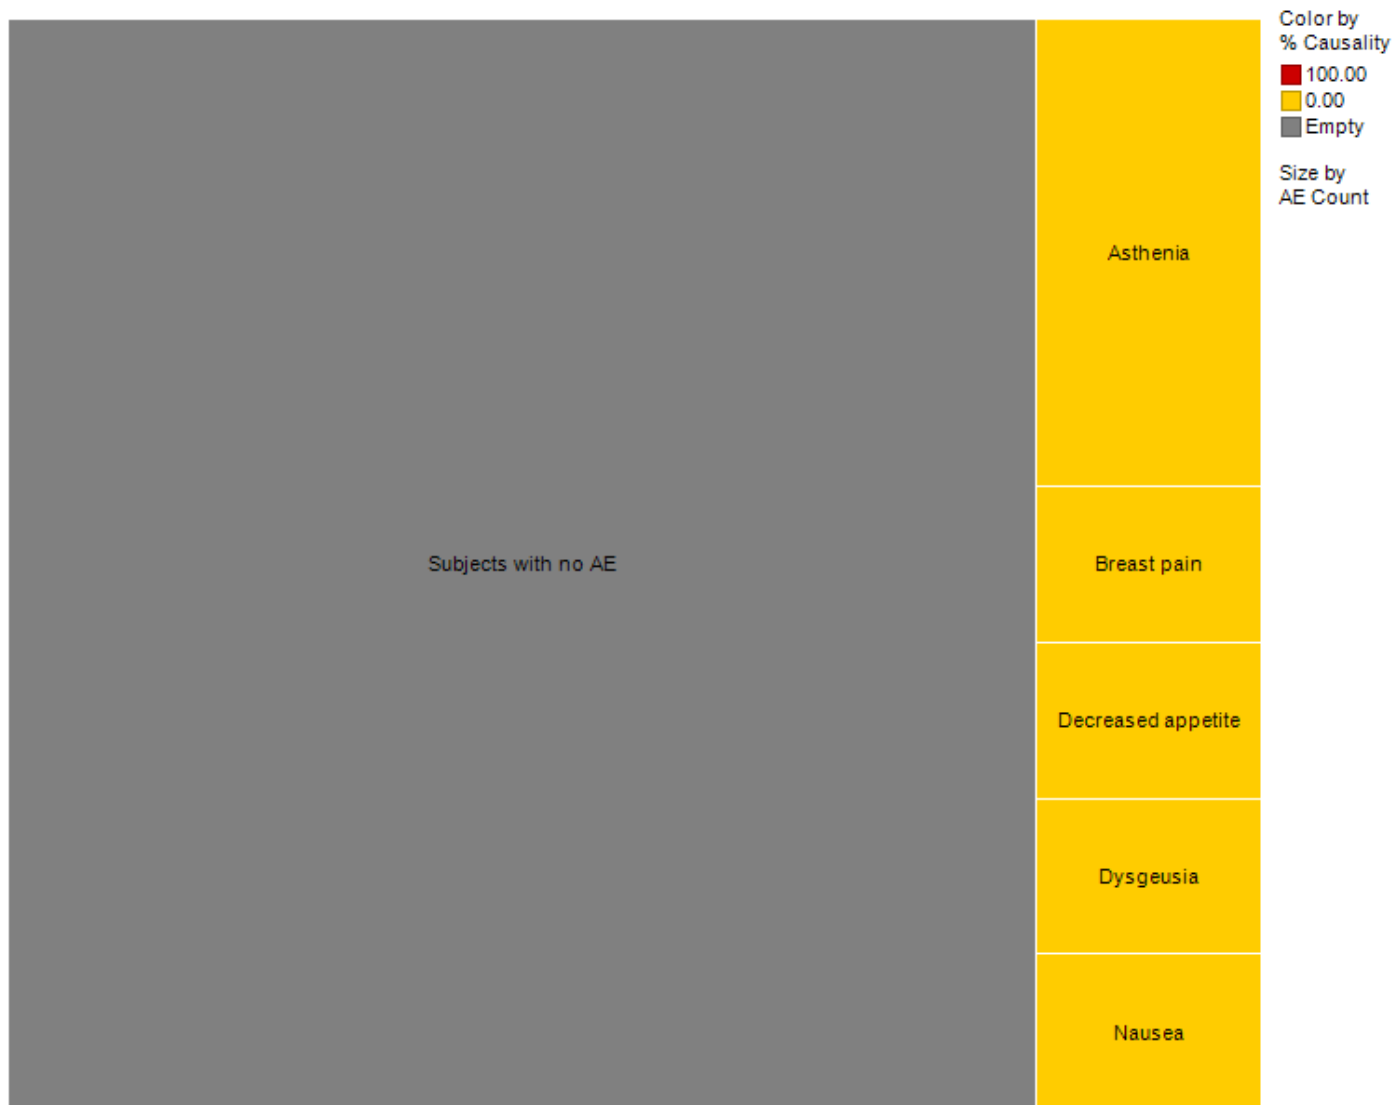 Color by
% Causality
100.00
0.00
Empty
Size by
AE Count
Asthenia
Subjects with no AE
Breast pain
Decreased appetite
Dysgeusia
Nausea